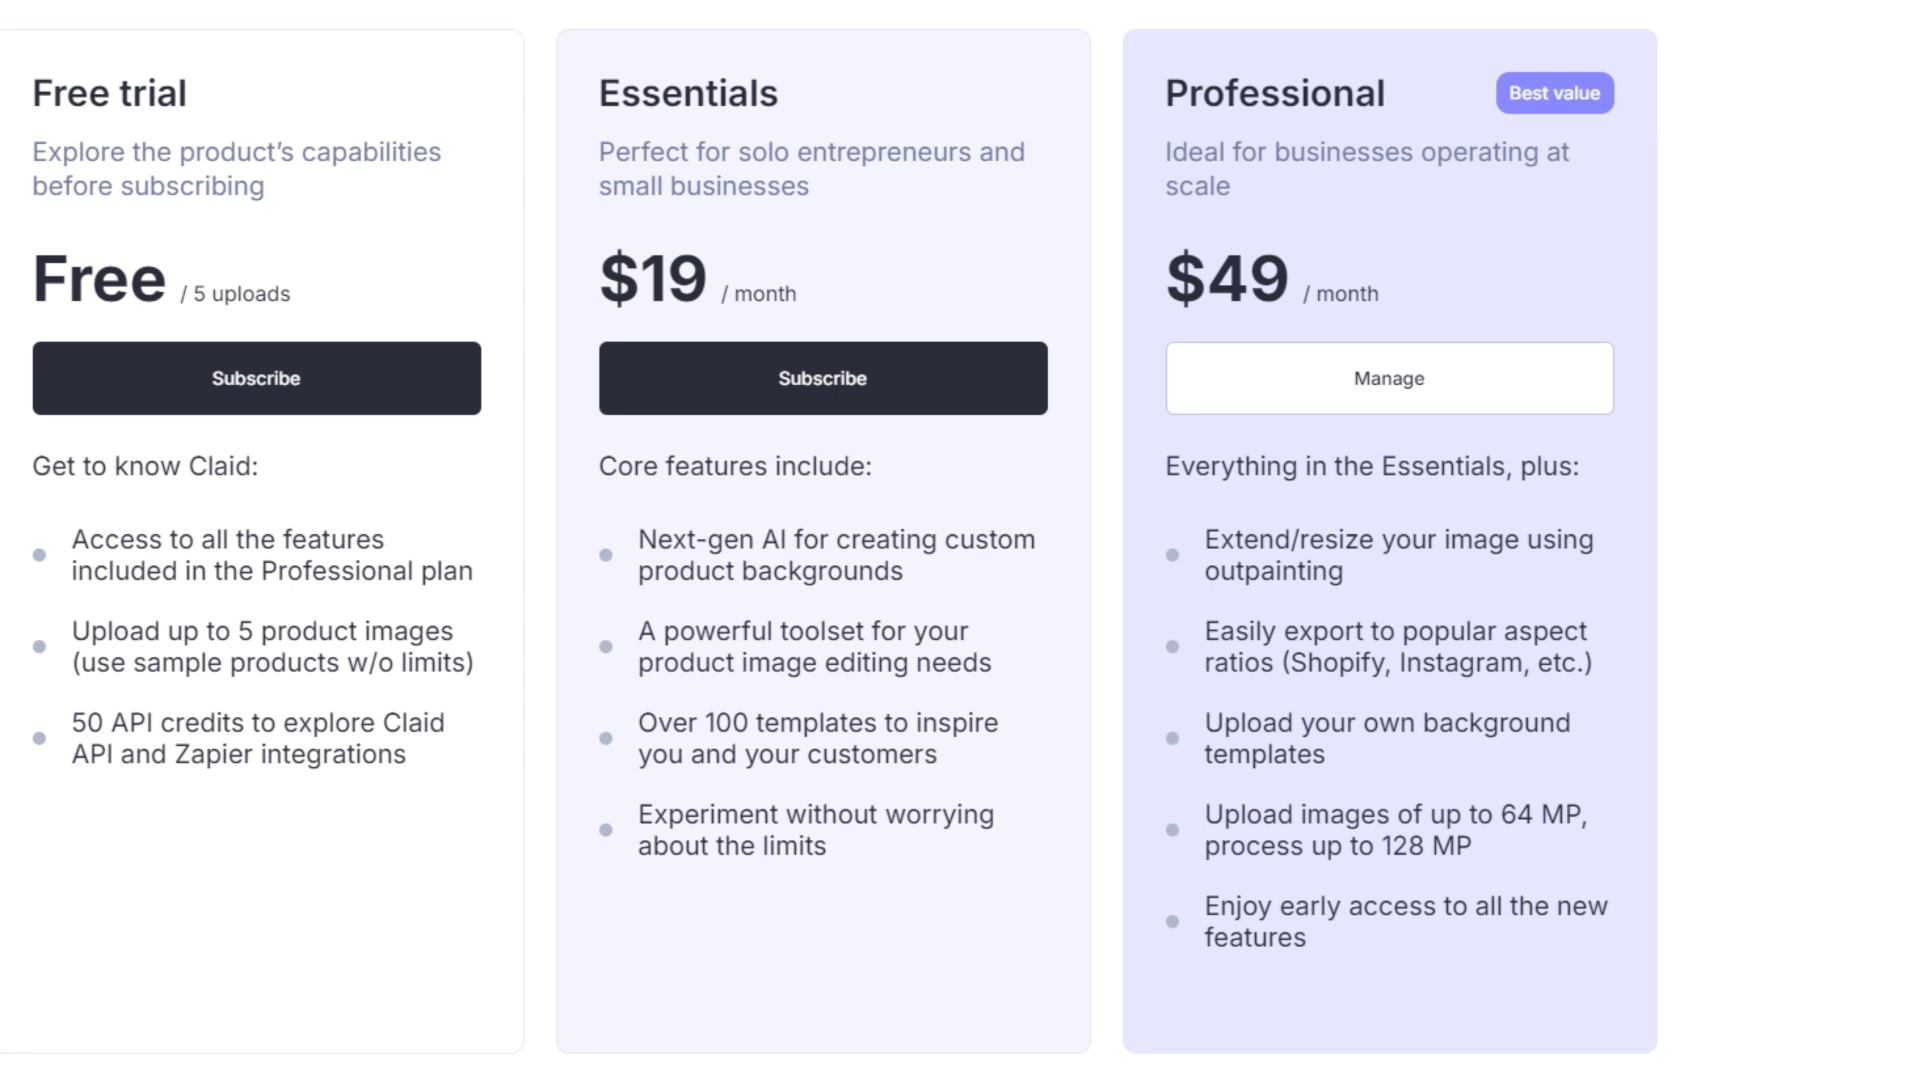 Free trial
Explore the product’s capabilities
before subscribing
Free / 5 uploads
Subscribe
Get to know Claid:
Access to all the features
included in the Professional plan
Upload up to 5 product images
(use sample products w/o limits)
50 API credits to explore Claid
API and Zapier integrations
Essentials
Perfect for solo entrepreneurs and
small businesses
$19 / month
Subscribe
Core features include:
Next-gen AI for creating custom
product backgrounds
A powerful toolset for your
product image editing needs
Over 100 templates to inspire
you and your customers
Experiment without worrying
about the limits
Professional
Best value
Ideal for businesses operating at
scale
$49 / month
Manage
Everything in the Essentials, plus:
Extend/resize your image using
outpainting
Easily export to popular aspect
ratios (Shopify, Instagram, etc.)
Upload your own background
templates
Upload images of up to 64 MP,
process up to 128 MP
Enjoy early access to all the new
features